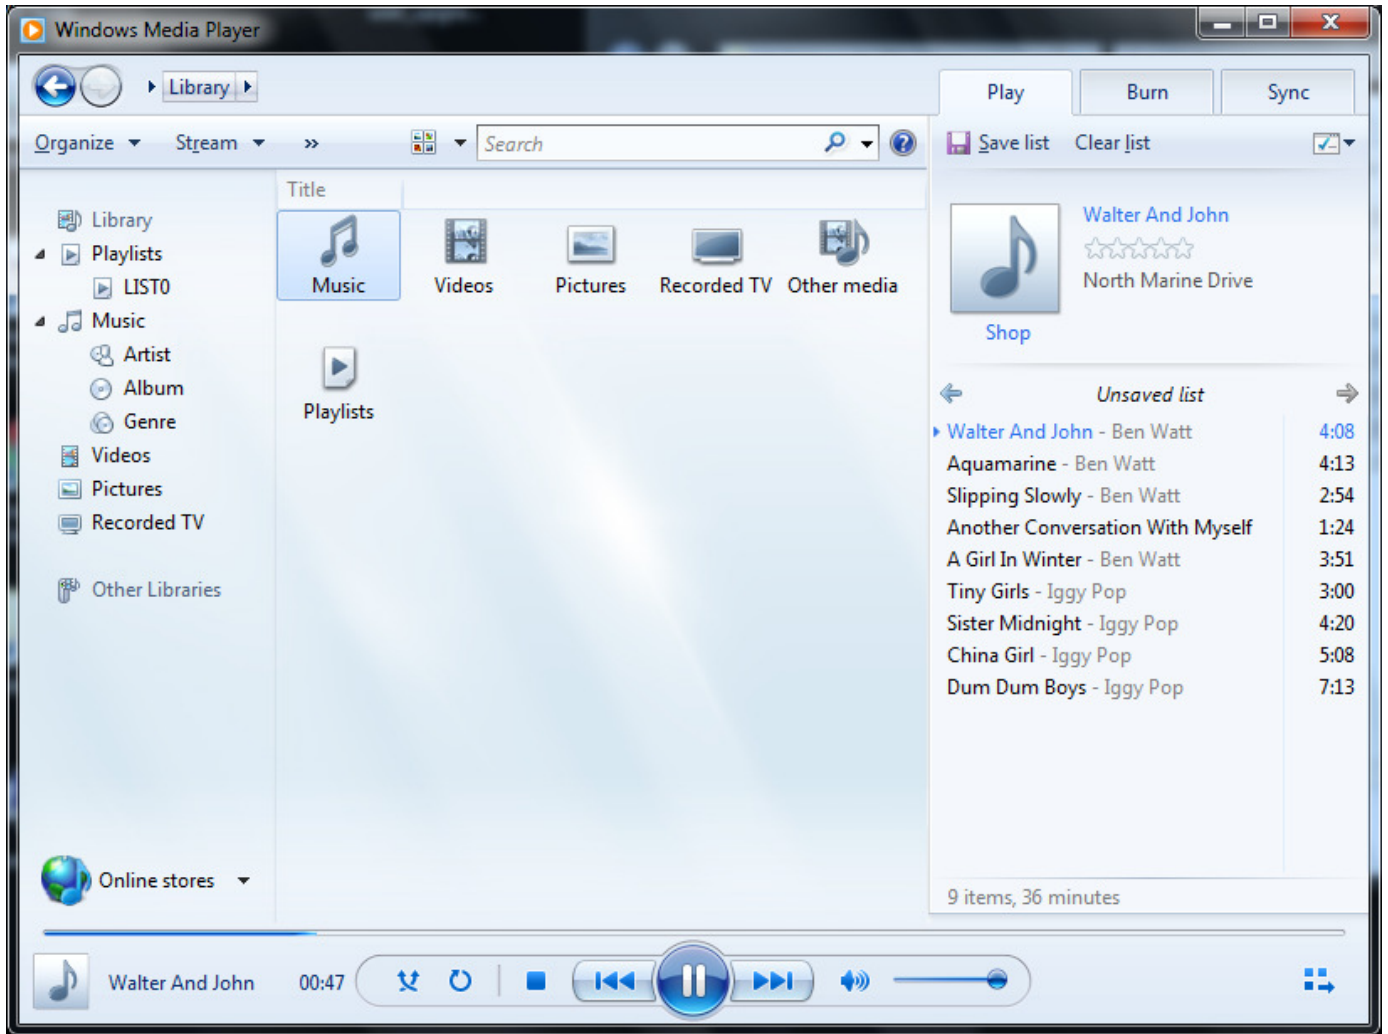 Windows Media Player
Library
Play
Burn
Sync
Organize
Stream
»
Search
Save list
Clear list
Title
Library
Playlists
LIST0
Music
Artist
Album
Genre
Videos
Pictures
Recorded TV
Other Libraries
Online stores
Music
Videos
Pictures
Recorded TV
Other media
Playlists
Walter And John
North Marine Drive
Shop
Unsaved list
Walter And John - Ben Watt 4:08
Aquamarine - Ben Watt 4:13
Slipping Slowly - Ben Watt 2:54
Another Conversation With Myself 1:24
A Girl In Winter - Ben Watt 3:51
Tiny Girls - Iggy Pop 3:00
Sister Midnight - Iggy Pop 4:20
China Girl - Iggy Pop 5:08
Dum Dum Boys - Iggy Pop 7:13
9 items, 36 minutes
Walter And John 00:47